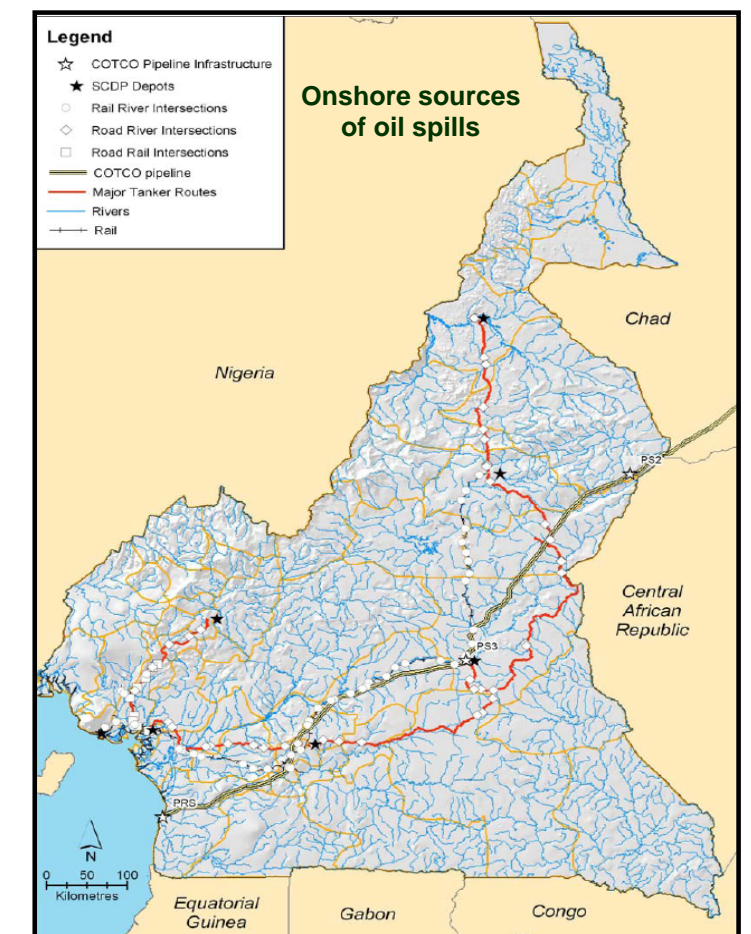 Legend
COTCO Pipeline Infrastructure
SCDP Depots
Rail River Intersections
Road River Intersections
Road Rail Intersections
COTCO pipeline
Major Tanker Routes
Rivers
Rail
Onshore sources
of oil spills
Chad
Nigeria
PS2
Central
African
Republic
PS3
PRS
N
0 50 100
Kilometres
Equatorial
Guinea
Gabon
Congo